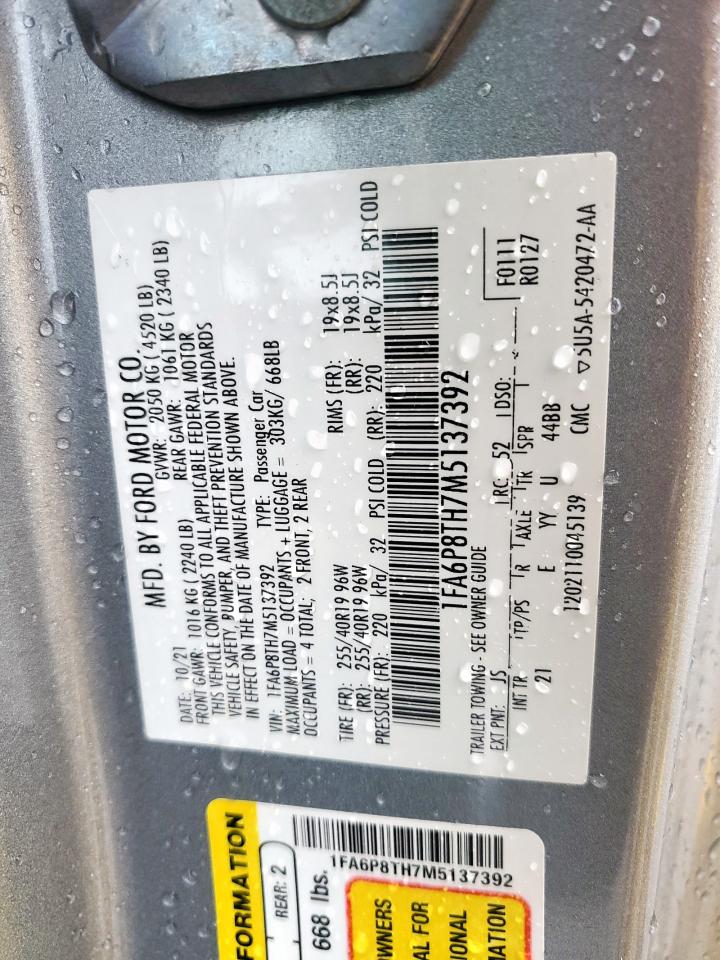 MFD. BY FORD MOTOR CO.
DATE: 10/21 GVWR: 2050 KG ( 4520 LB)
FRONT GAWR: 1016 KG ( 2240 LB) REAR GAWR: 1061 KG ( 2340 LB)
THIS VEHICLE CONFORMS TO ALL APPLICABLE FEDERAL MOTOR
VEHICLE SAFETY, BUMPER, AND THEFT PREVENTION STANDARDS
IN EFFECT ON THE DATE OF MANUFACTURE SHOWN ABOVE.
VIN: 1FA6P8TH7M5137392 TYPE: Passenger Car
MAXIMUM LOAD = OCCUPANTS + LUGGAGE = 303KG/ 668LB
OCCUPANTS = 4 TOTAL; 2 FRONT, 2 REAR
TIRE (FR): 255/40R19 96W RIMS (FR): 19x8.5J
(RR): 255/40R19 96W (RR): 19x8.5J
PRESSURE (FR): 220 kPa/ 32 PSI COLD (RR): 220 kPa/ 32 PSI COLD
1FA6P8TH7M5137392
TRAILER TOWING - SEE OWNER GUIDE F0111
EXT PNT: JS RC: 52 DSO: R0127
INT TR TP/PS R AXLE TR SPR
21 E YY U 44BB
12021110045139 CMC ▽5U5A-5420472-AA
FORMATION
REAR: 2
668 lbs.
1FA6P8TH7M5137392
OWNERS
AL FOR
IONAL
MATION